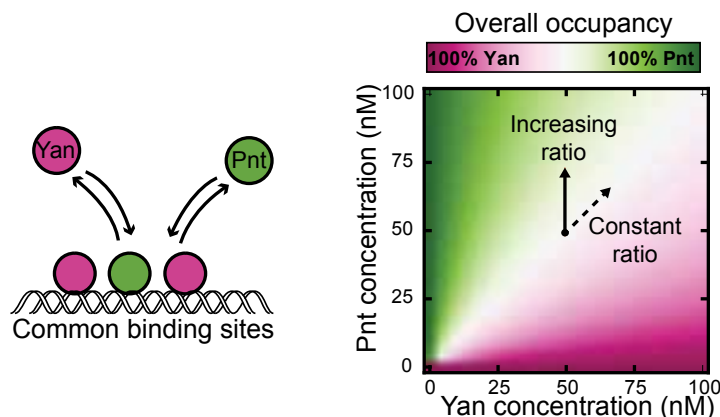 Yan
Pnt
Common binding sites
Overall occupancy
100% Yan
100% Pnt
Pnt concentration (nM)
100
75
50
25
0
Increasing
ratio
Constant
ratio
0
25
50
75
100
Yan concentration (nM)